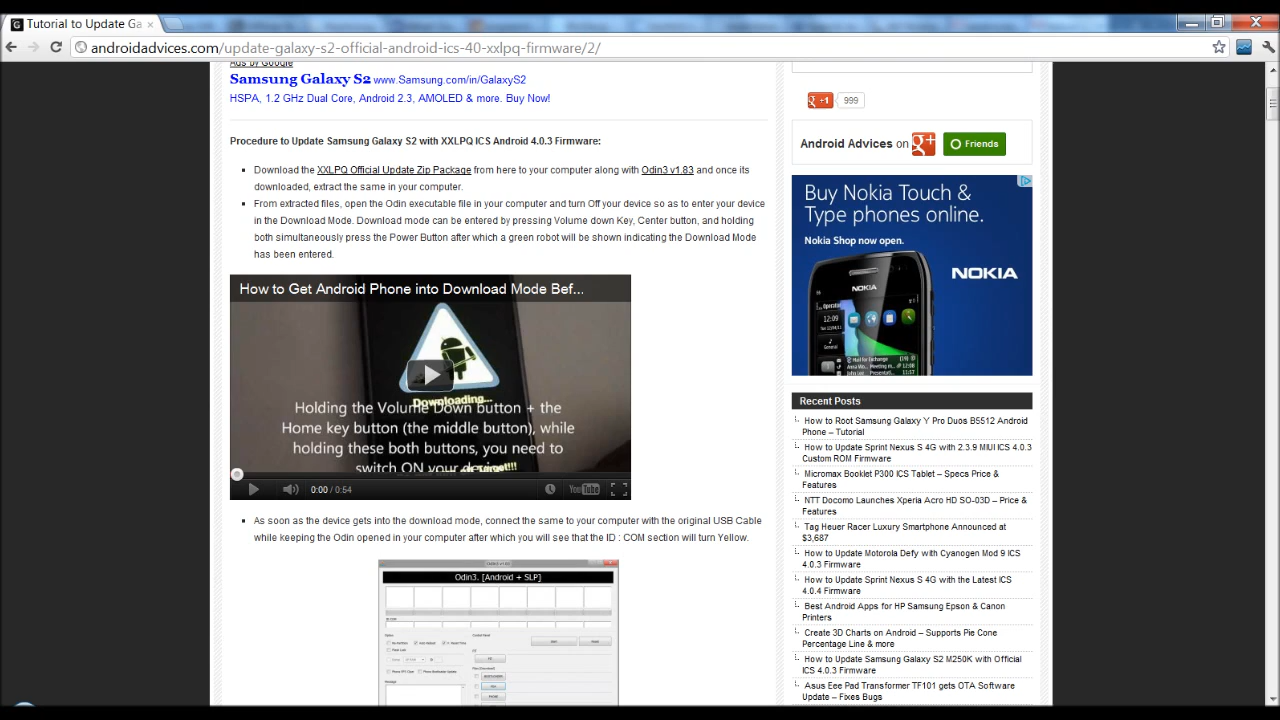 Tutorial to Update Ga
androidadvices.com/update-galaxy-s2-official-android-ics-40-xxlpq-firmware/2/
Ads by Google
Samsung Galaxy S2 www.Samsung.com/in/GalaxyS2
HSPA, 1.2 GHz Dual Core, Android 2.3, AMOLED & more. Buy Now!
Procedure to Update Samsung Galaxy S2 with XXLPQ ICS Android 4.0.3 Firmware:
Download the XXLPQ Official Update Zip Package from here to your computer along with Odin3 v1.83 and once its
downloaded, extract the same in your computer.
From extracted files, open the Odin executable file in your computer and turn Off your device so as to enter your device
in the Download Mode. Download mode can be entered by pressing Volume down Key, Center button, and holding
both simultaneously press the Power Button after which a green robot will be shown indicating the Download Mode
has been entered.
How to Get Android Phone into Download Mode Bef...
Downloading...
Holding the Volume Down button + the
Home key button (the middle button), while
holding these both buttons, you need to
switch ON your
0:00 / 0:54
YouTube
As soon as the device gets into the download mode, connect the same to your computer with the original USB Cable
while keeping the Odin opened in your computer after which you will see that the ID : COM section will turn Yellow.
Odin3. [Android + SLP]
g +1 999
Android Advices on g+ Friends
Buy Nokia Touch &
Type phones online.
Nokia Shop now open.
NOKIA
NOKIA
12:09
Recent Posts
How to Root Samsung Galaxy Y Pro Duos B5512 Android
Phone – Tutorial
How to Update Sprint Nexus S 4G with 2.3.9 MIUI ICS 4.0.3
Custom ROM Firmware
Micromax Booklet P300 ICS Tablet – Specs Price &
Features
NTT Docomo Launches Xperia Acro HD SO-03D – Price &
Features
Tag Heuer Racer Luxury Smartphone Announced at
$3,687
How to Update Motorola Defy with Cyanogen Mod 9 ICS
4.0.3 Firmware
How to Update Sprint Nexus S 4G with the Latest ICS
4.0.4 Firmware
Best Android Apps for HP Samsung Epson & Canon
Printers
Create 3D Charts on Android – Supports Pie Cone
Percentage Line & more
How to Update Samsung Galaxy S2 M250K with Official
ICS 4.0.3 Firmware
Asus Eee Pad Transformer TF101 gets OTA Software
Update – Fixes Bugs